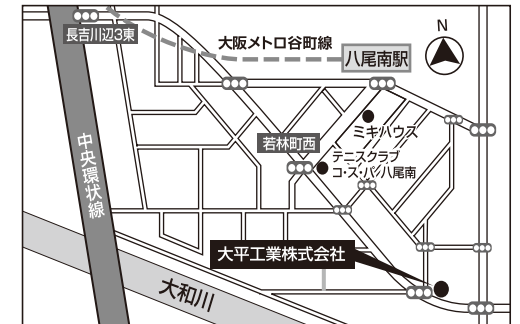 長吉川辺3東
大阪メトロ谷町線
八尾南駅
N
中央環状線
ミキハウス
若林町西
テニスクラブ
コ・ス・パ八尾南
大平工業株式会社
大和川